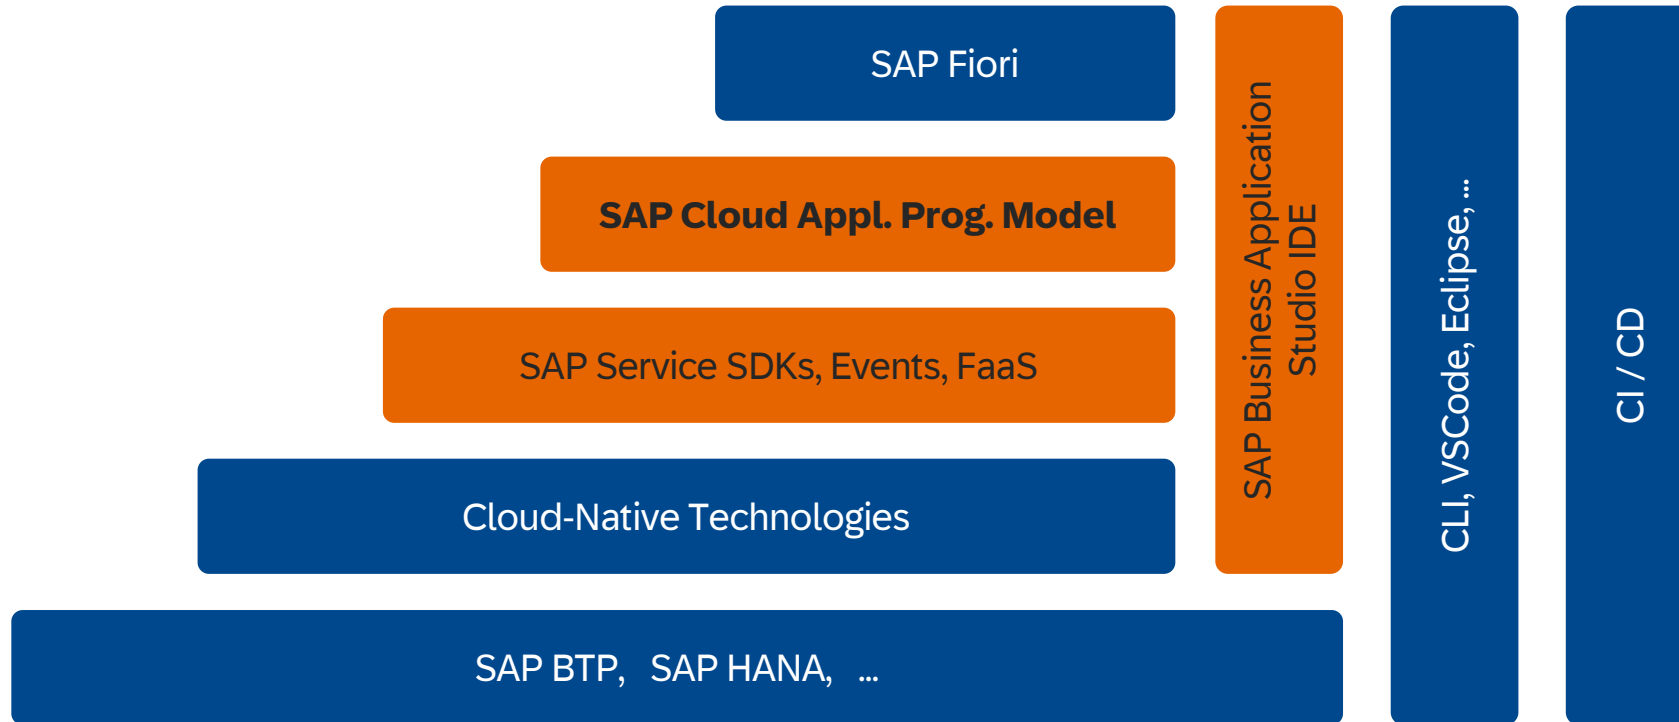 SAP Fiori
SAP Cloud Appl. Prog. Model
SAP Service SDKs, Events, FaaS
Cloud-Native Technologies
SAP BTP,   SAP HANA,   ...
SAP Business Application
Studio IDE
CLI, VSCode, Eclipse, ...
CI / CD